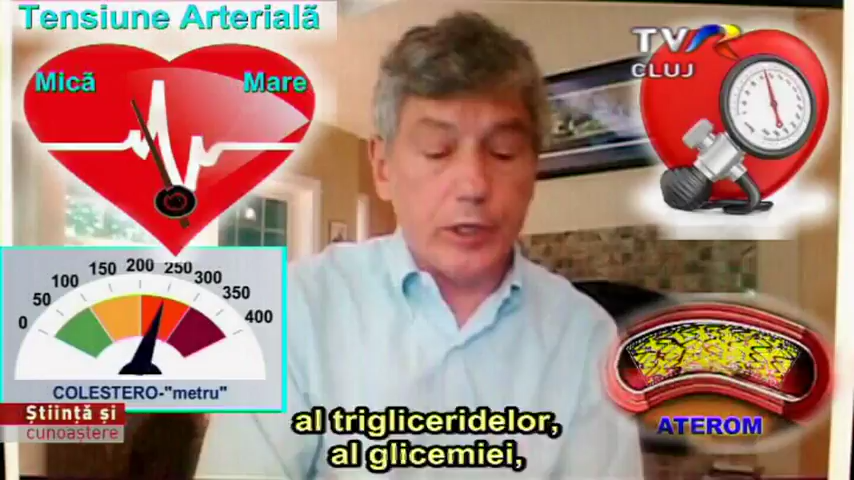 Tensiune Arterială
Mică
Mare
TVR
CLUJ
0 50 100 150 200 250 300 350 400
COLESTERO-"metru"
Știință și
cunoaștere
ATEROM
al trigliceridelor,
al glicemiei,